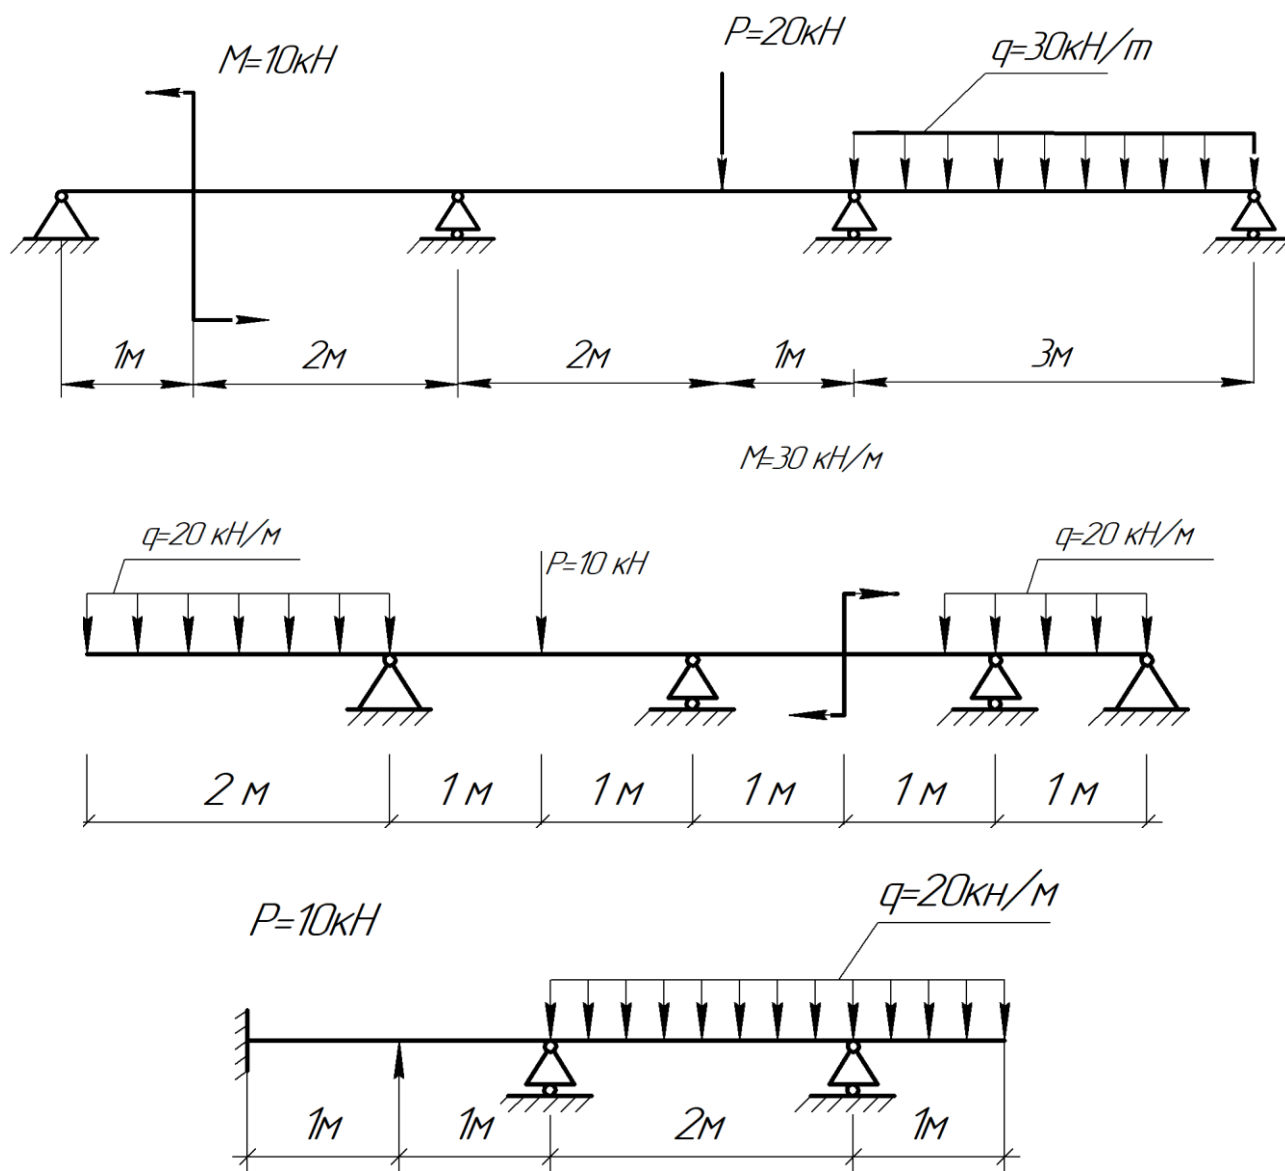 M=10кН
P=20кН
q=30кН/m
1м
2м
2м
1м
3м
M=30 кН/м
q=20 кН/м
P=10 кН
q=20 кН/м
2 м
1 м
1 м
1 м
1 м
1 м
P=10кН
q=20кн/м
1м
1м
2м
1м